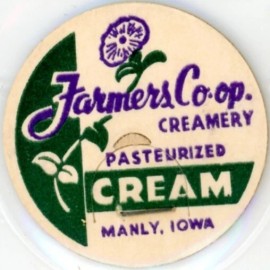 Farmers Co-op.
CREAMERY
PASTEURIZED
CREAM
MANLY, IOWA